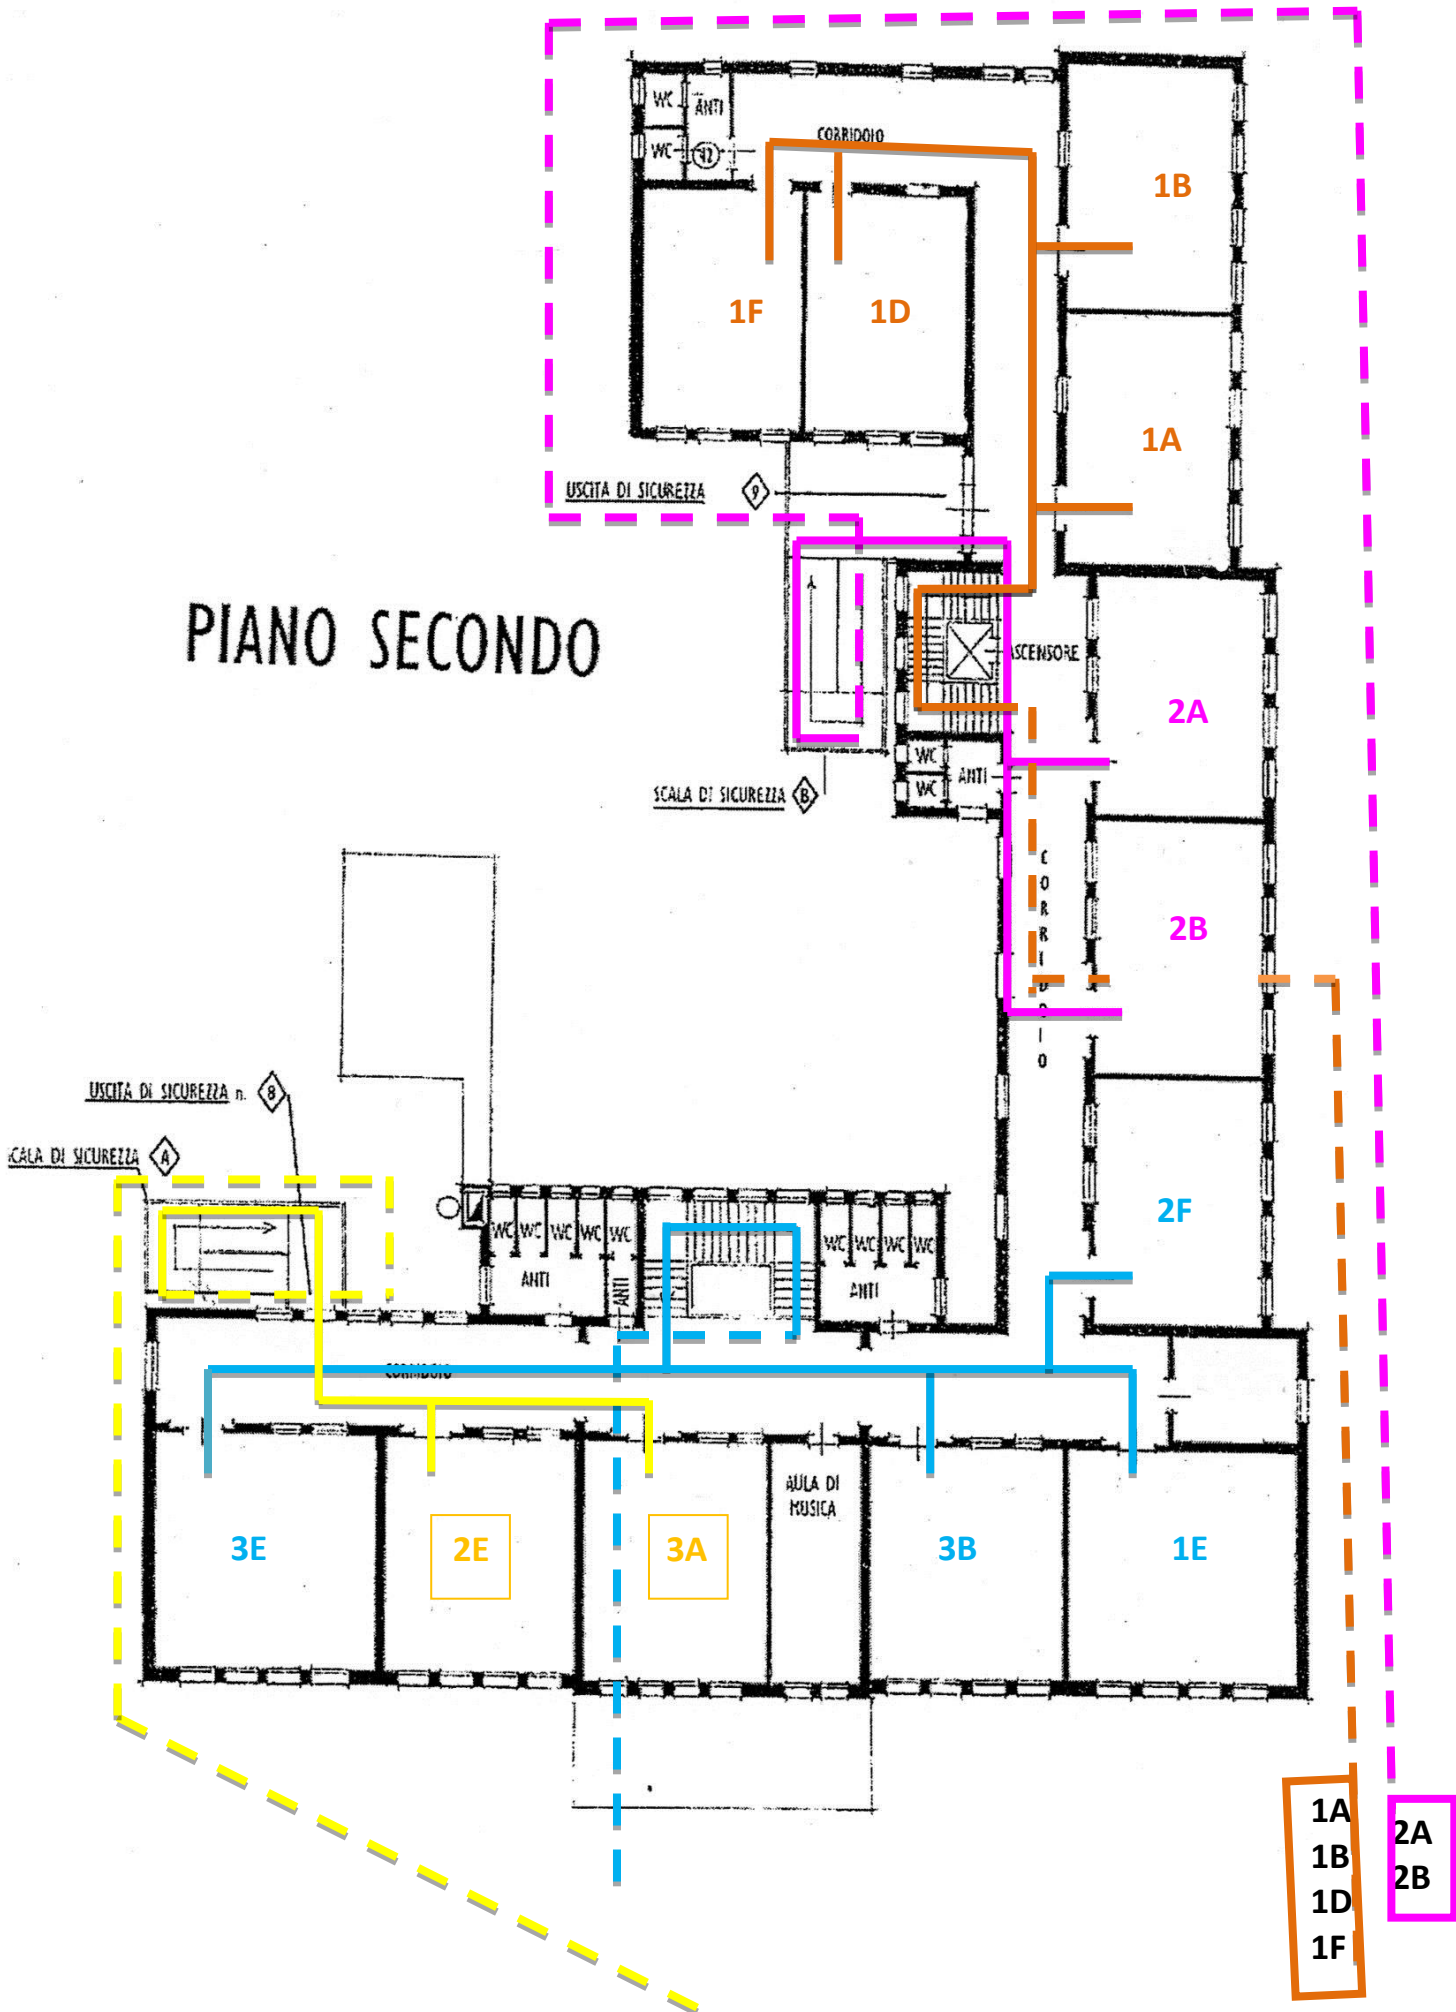 WC
ANTI
CORRIDOIO
WC
12
1B
1F
1D
1A
USCITA DI SICUREZZA 9
PIANO SECONDO
ASCENSORE
2A
WC
ANTI
WC
SCALA DI SICUREZZA B
CORRIDOIO
2B
USCITA DI SICUREZZA n. 8
CALA DI SICUREZZA A
2F
WC WC WC WC WC
WC WC WC WC
ANTI
ANTI
ANTI
CORRIDOIO
AULA DI
MUSICA
3E
2E
3A
3B
1E
1A
1B
1D
1F
2A
2B